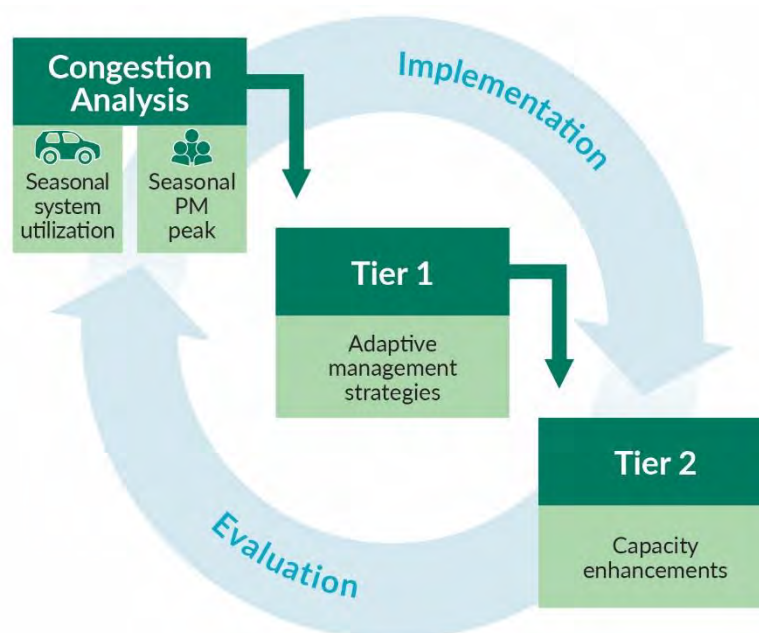 Congestion
Analysis
Seasonal
system
utilization
Seasonal
PM
peak
Implementation
Tier 1
Adaptive
management
strategies
Tier 2
Capacity
enhancements
Evaluation